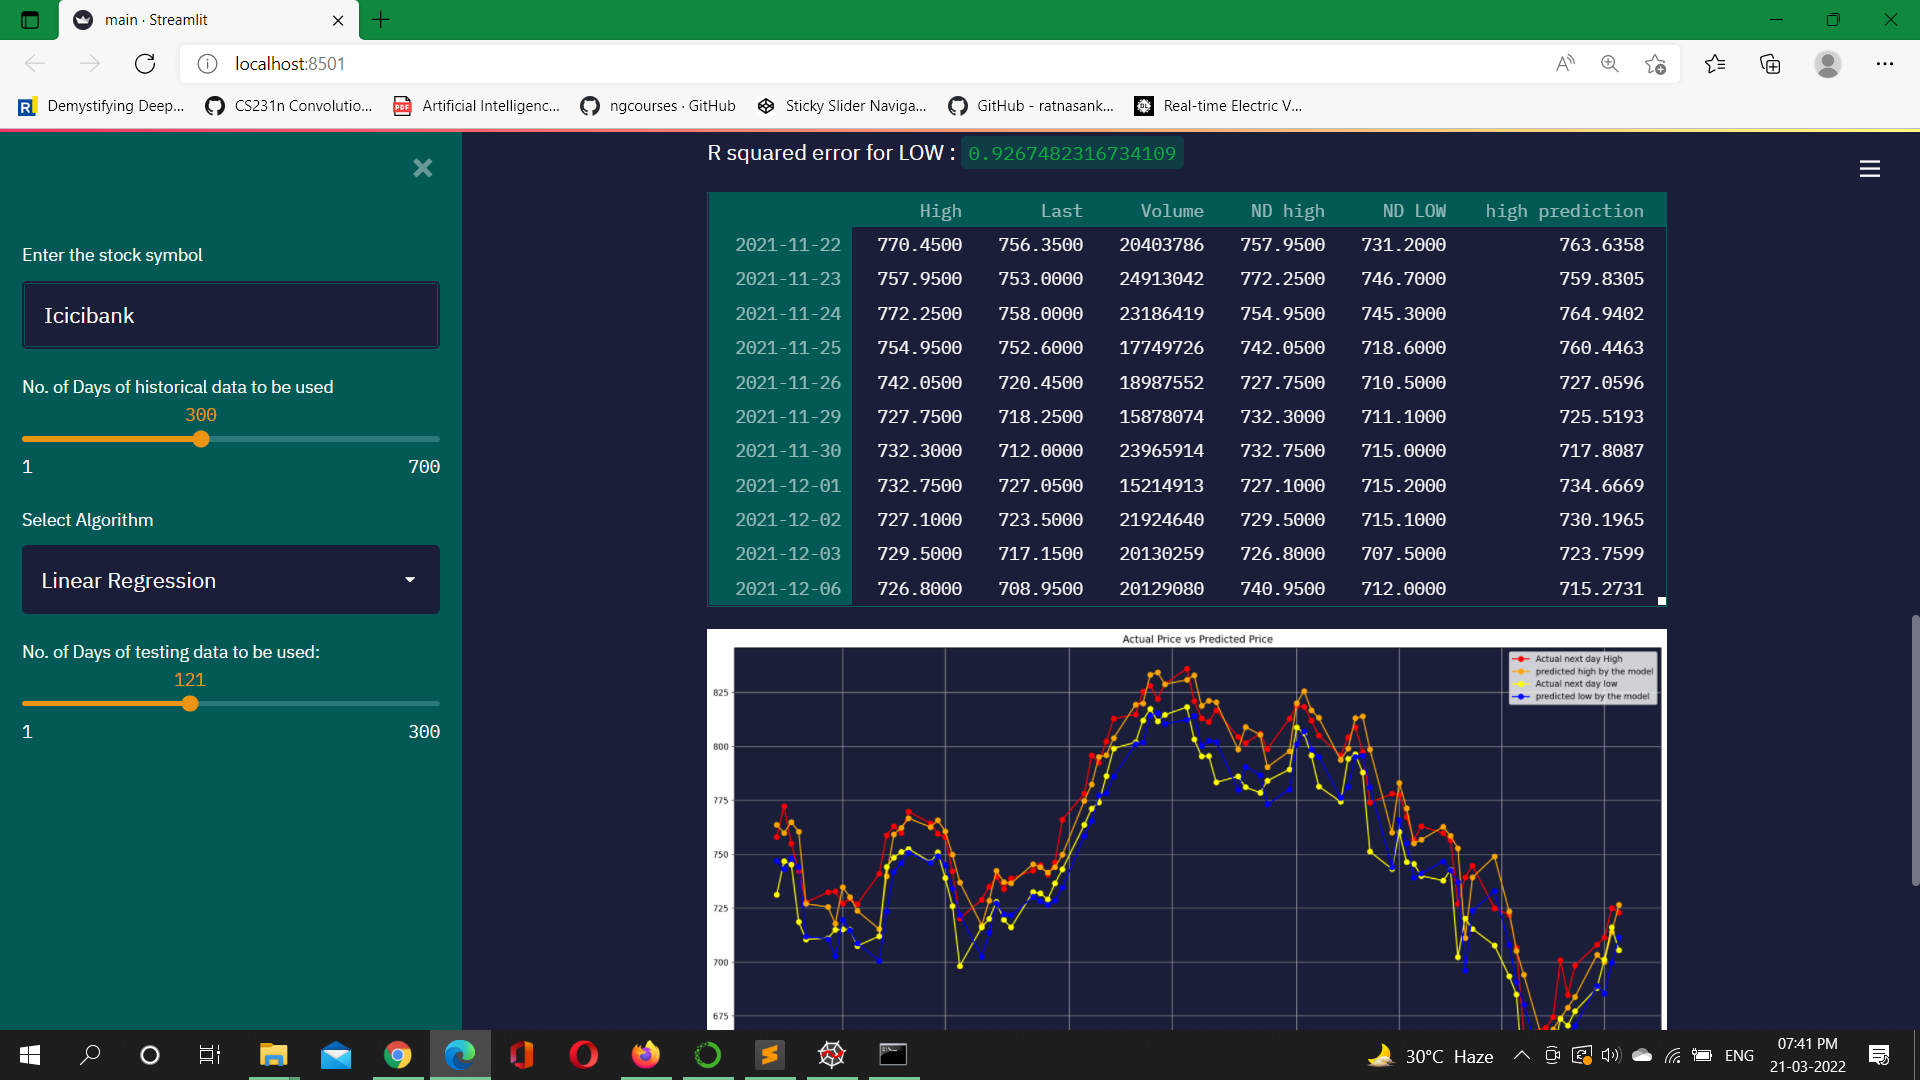 main · Streamlit
localhost:8501
Demystifying Deep... CS231n Convolutio... Artificial Intelligenc... ngcourses · GitHub Sticky Slider Naviga... GitHub - ratnasank... Real-time Electric V...
Enter the stock symbol
Icicibank
No. of Days of historical data to be used
300
1 700
Select Algorithm
Linear Regression
No. of Days of testing data to be used:
121
1 300
R squared error for LOW : 0.9267482316734109
High Last Volume ND high ND LOW high prediction
2021-11-22 770.4500 756.3500 20403786 757.9500 731.2000 763.6358
2021-11-23 757.9500 753.0000 24913042 772.2500 746.7000 759.8305
2021-11-24 772.2500 758.0000 23186419 754.9500 745.3000 764.9402
2021-11-25 754.9500 752.6000 17749726 742.0500 718.6000 760.4463
2021-11-26 742.0500 720.4500 18987552 727.7500 710.5000 727.0596
2021-11-29 727.7500 718.2500 15878074 732.3000 711.1000 725.5193
2021-11-30 732.3000 712.0000 23965914 732.7500 715.0000 717.8087
2021-12-01 732.7500 727.0500 15214913 727.1000 715.2000 734.6669
2021-12-02 727.1000 723.5000 21924640 729.5000 715.1000 730.1965
2021-12-03 729.5000 717.1500 20130259 726.8000 707.5000 723.7599
2021-12-06 726.8000 708.9500 20129080 740.9500 712.0000 715.2731
Actual Price vs Predicted Price
Actual next day High
predicted high by the model
Actual next day low
predicted low by the model
825
800
775
750
725
700
675
30°C Haze
ENG
07:41 PM
21-03-2022